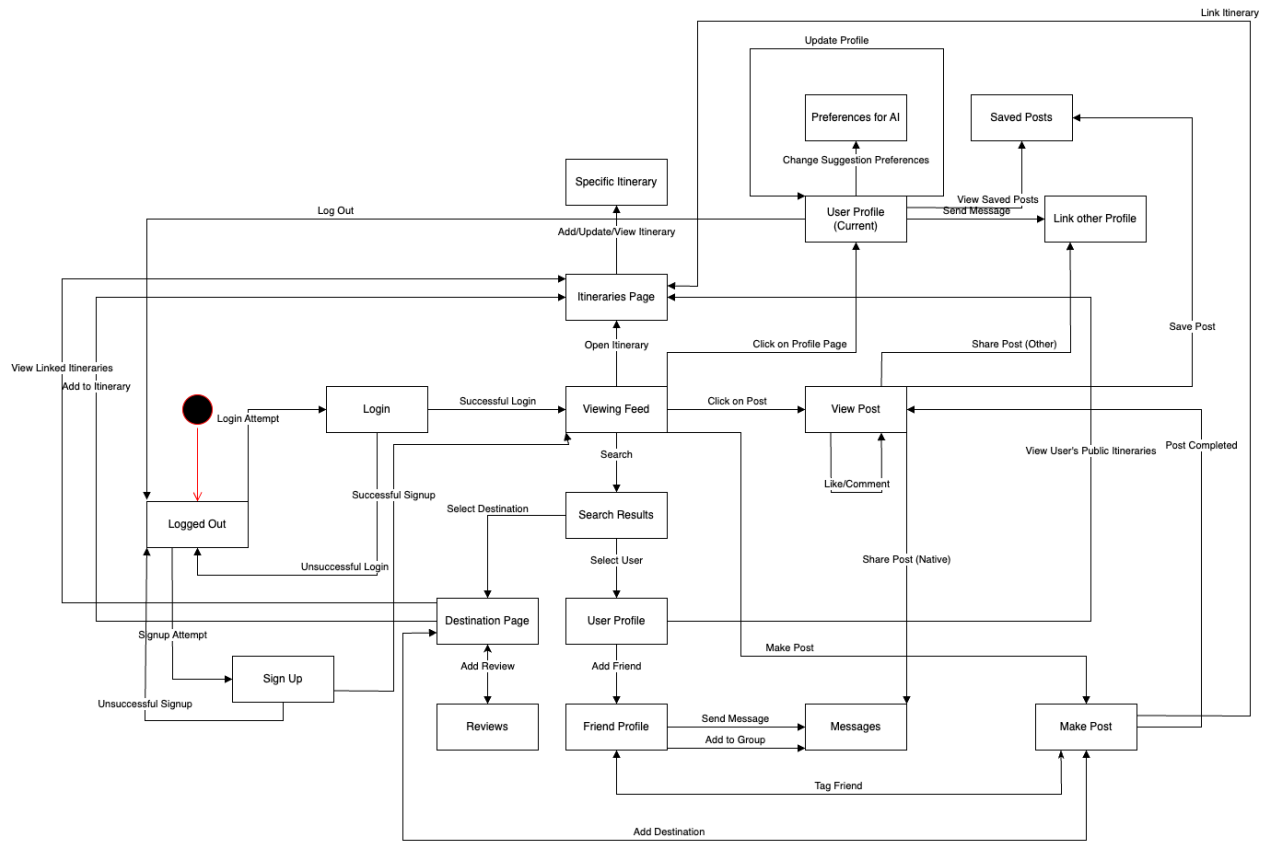 Link Itinerary
Update Profile
Preferences for AI
Saved Posts
Change Suggestion Preferences
Specific Itinerary
View Saved Posts
Log Out
User Profile
(Current)
Send Message
Link other Profile
Add/Update/View Itinerary
Itineraries Page
Save Post
Open Itinerary
Click on Profile Page
Share Post (Other)
View Linked Itineraries
Add to Itinerary
Login Attempt
Login
Successful Login
Viewing Feed
Click on Post
View Post
Post Completed
View User's Public Itineraries
Search
Like/Comment
Successful Signup
Select Destination
Search Results
Logged Out
Unsuccessful Login
Select User
Share Post (Native)
Destination Page
User Profile
Signup Attempt
Make Post
Add Review
Add Friend
Sign Up
Unsuccessful Signup
Reviews
Friend Profile
Send Message
Add to Group
Messages
Make Post
Tag Friend
Add Destination